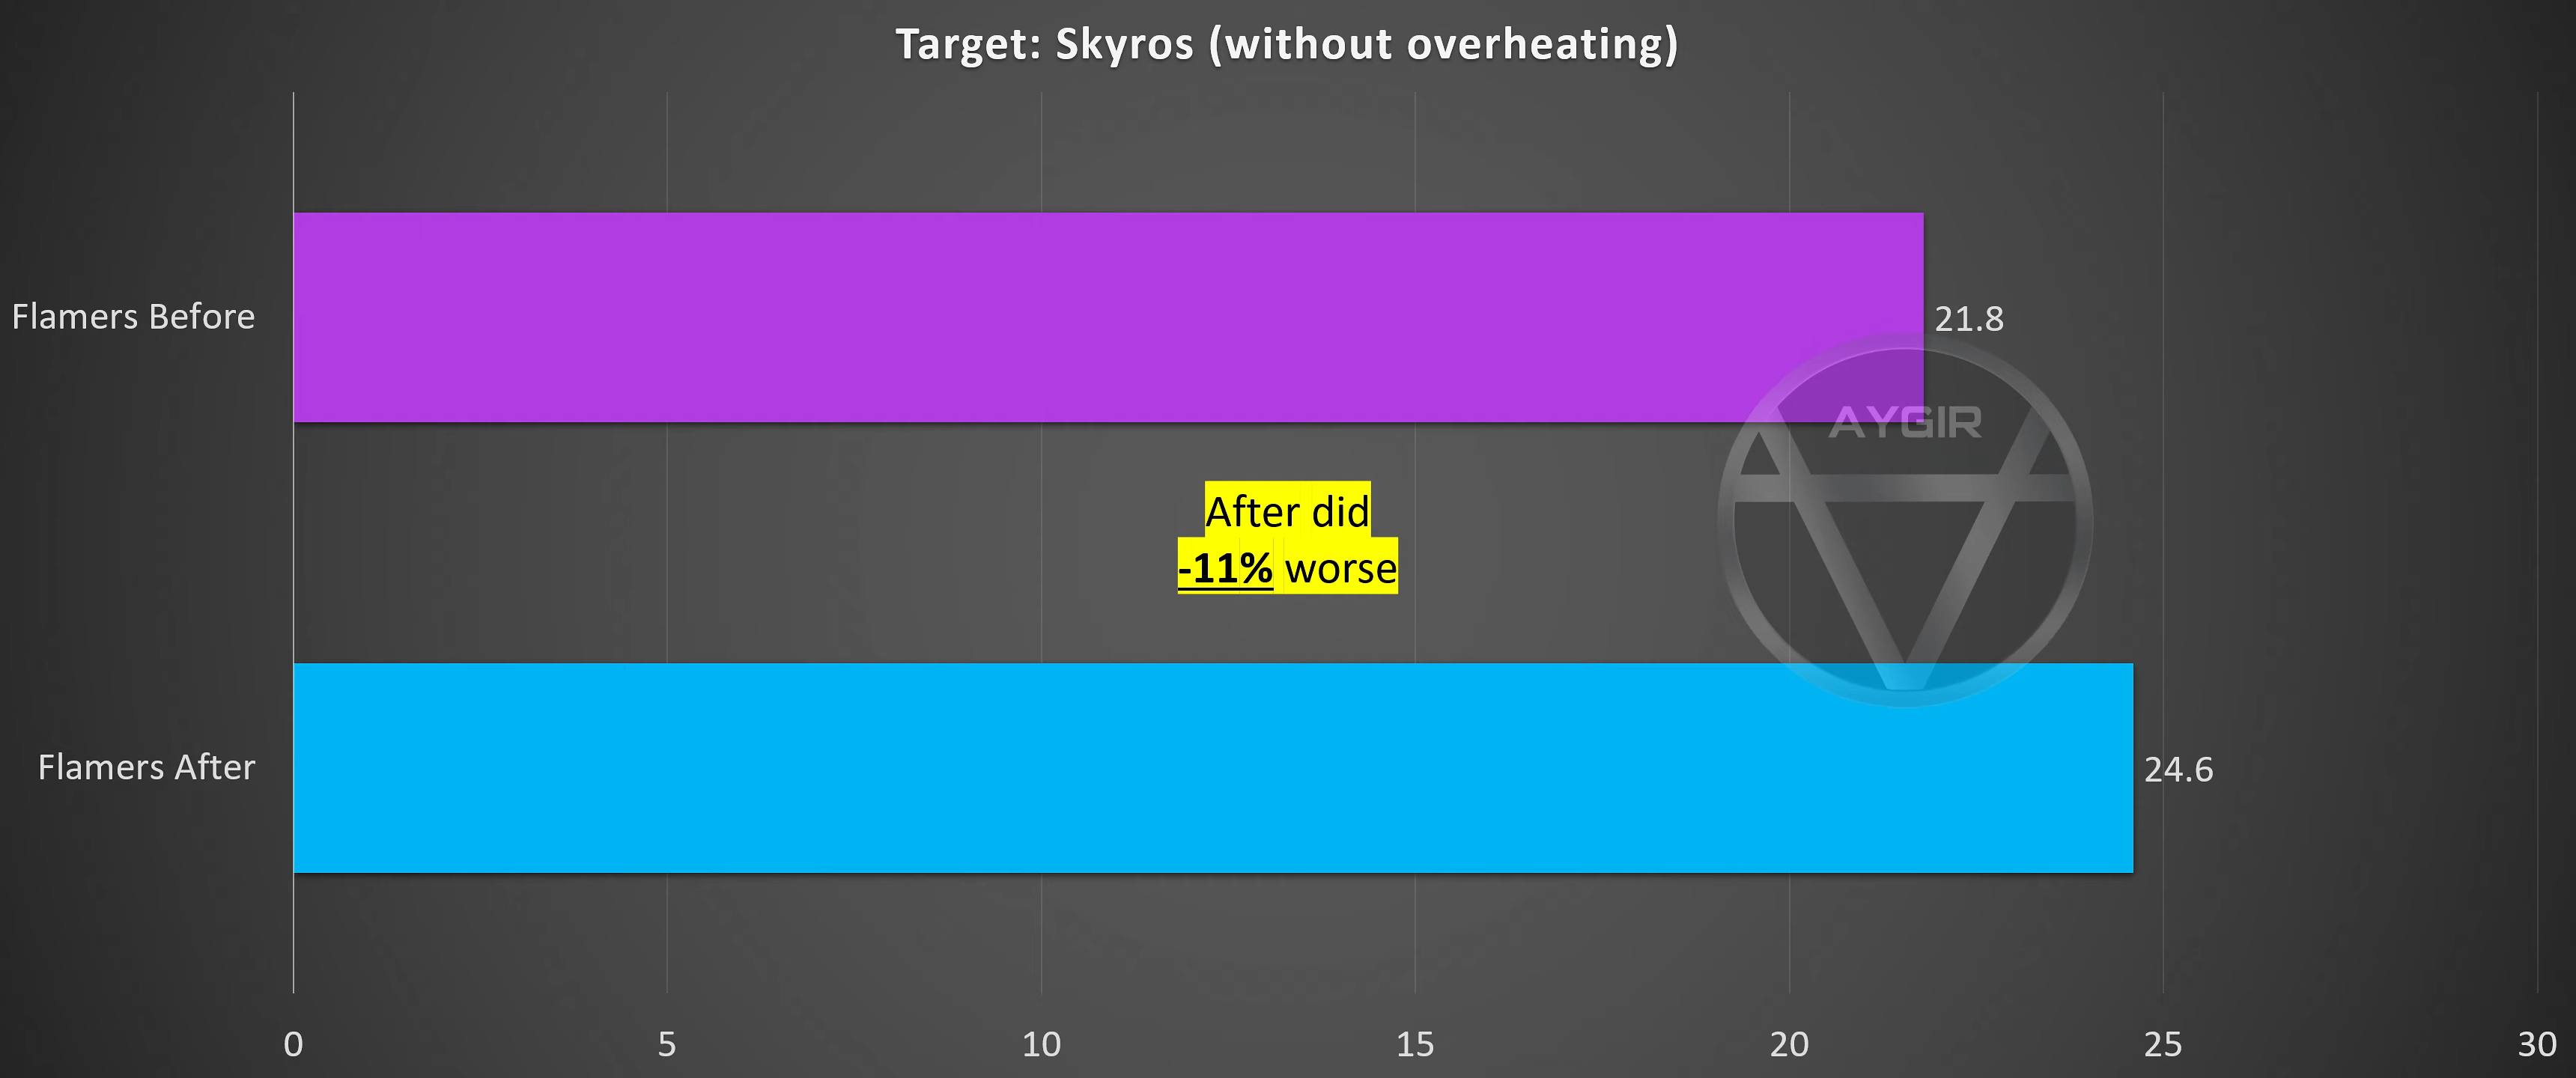 Target: Skyros (without overheating)
Flamers Before
21.8
AYGIR
After did
-11% worse
Flamers After
24.6
0 5 10 15 20 25 30